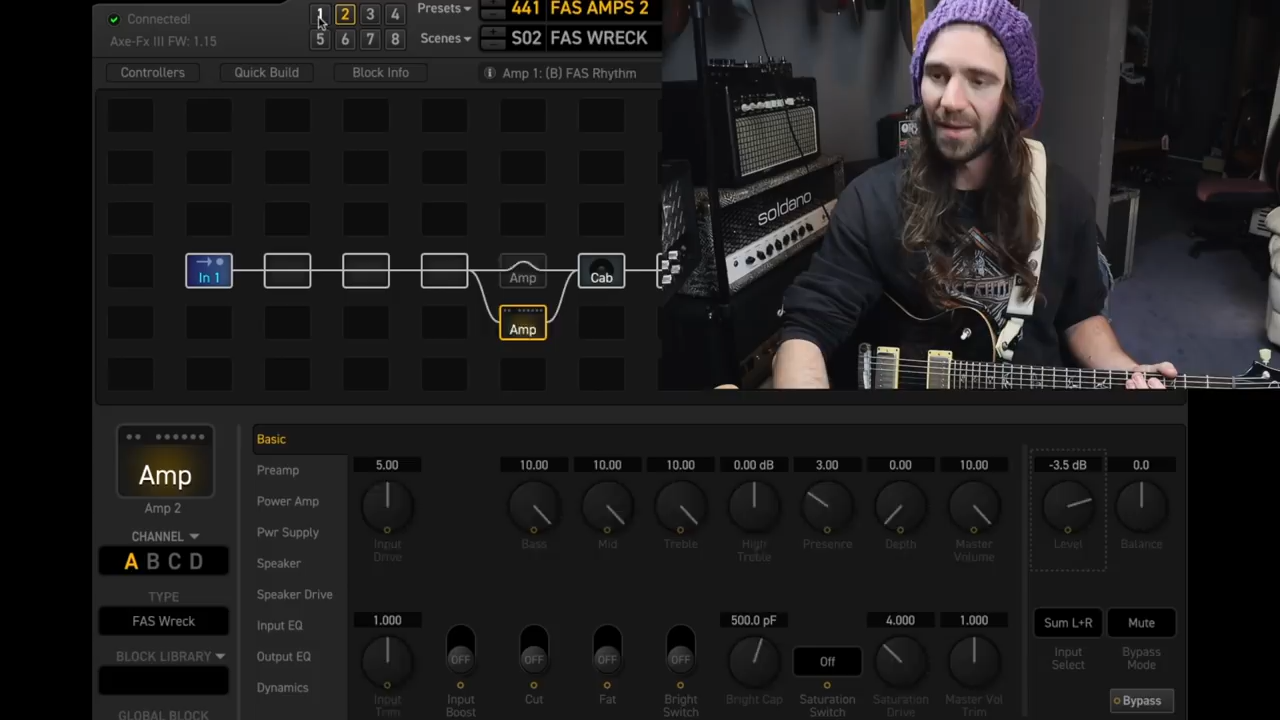 Connected!
Axe-Fx III FW: 1.15
1 2 3 4
5 6 7 8
Presets
441 FAS AMPS 2
Scenes
S02 FAS WRECK
Controllers
Quick Build
Block Info
Amp 1: (B) FAS Rhythm
soldano
In 1
Amp
Cab
Amp
Amp
Amp 2
CHANNEL
A B C D
TYPE
FAS Wreck
BLOCK LIBRARY
GLOBAL BLOCK
Basic
Preamp
Power Amp
Pwr Supply
Speaker
Speaker Drive
Input EQ
Output EQ
Dynamics
5.00 10.00 10.00 10.00 0.00 dB 3.00 0.00 10.00 -3.5 dB 0.0
Input Drive
Bass
Mid
Treble
High Treble
Presence
Depth
Master Volume
Level
Balance
1.000 500.0 pF 4.000 1.000
OFF OFF OFF OFF
Off
Sum L+R
Mute
Input Trim
Input Boost
Cut
Fat
Bright Switch
Bright Cap
Saturation Switch
Saturation Drive
Master Vol Trim
Input Select
Bypass Mode
Bypass